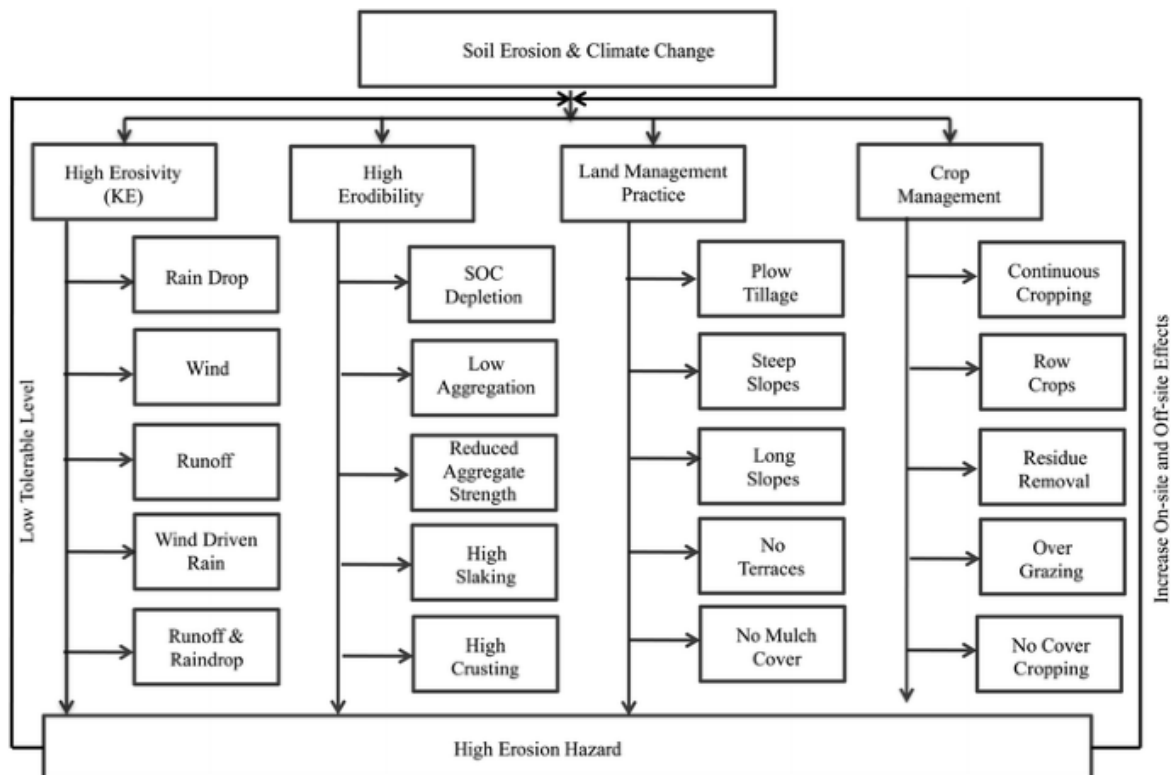 Soil Erosion & Climate Change
High Erosivity
(KE)
High
Erodibility
Land Management
Practice
Crop
Management
Rain Drop
Wind
Runoff
Wind Driven
Rain
Runoff &
Raindrop
SOC
Depletion
Low
Aggregation
Reduced
Aggregate
Strength
High
Slaking
High
Crusting
Plow
Tillage
Steep
Slopes
Long
Slopes
No
Terraces
No Mulch
Cover
Continuous
Cropping
Row
Crops
Residue
Removal
Over
Grazing
No Cover
Cropping
Low Tolerable Level
Increase On-site and Off-site Effects
High Erosion Hazard